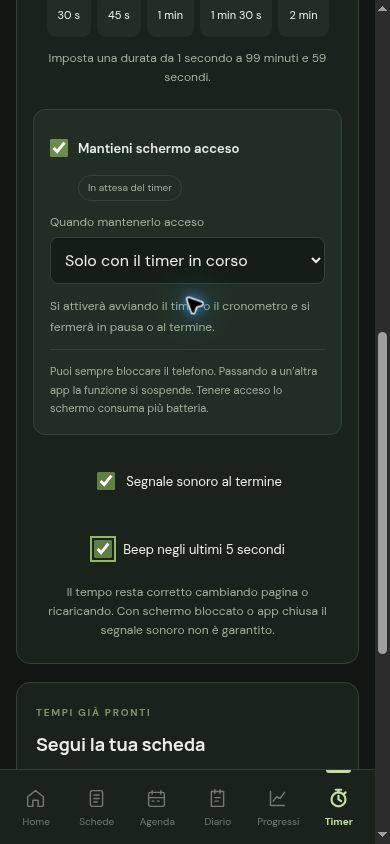 30 s 45 s 1 min 1 min 30 s 2 min
Imposta una durata da 1 secondo a 99 minuti e 59
secondi.
Mantieni schermo acceso
In attesa del timer
Quando mantenerlo acceso
Solo con il timer in corso
Si attiverà avviando il timer o il cronometro e si
fermerà in pausa o al termine.
Puoi sempre bloccare il telefono. Passando a un’altra
app la funzione si sospende. Tenere acceso lo
schermo consuma più batteria.
Segnale sonoro al termine
Beep negli ultimi 5 secondi
Il tempo resta corretto cambiando pagina o
ricaricando. Con schermo bloccato o app chiusa il
segnale sonoro non è garantito.
TEMPI GIÀ PRONTI
Segui la tua scheda
Home Schede Agenda Diario Progressi Timer